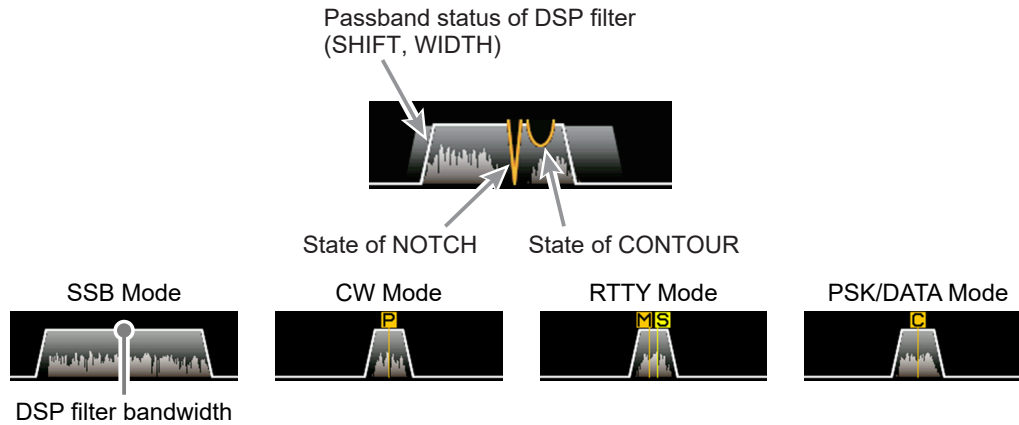 Passband status of DSP filter
(SHIFT, WIDTH)
State of NOTCH
State of CONTOUR
SSB Mode
CW Mode
RTTY Mode
PSK/DATA Mode
P
M S
C
DSP filter bandwidth